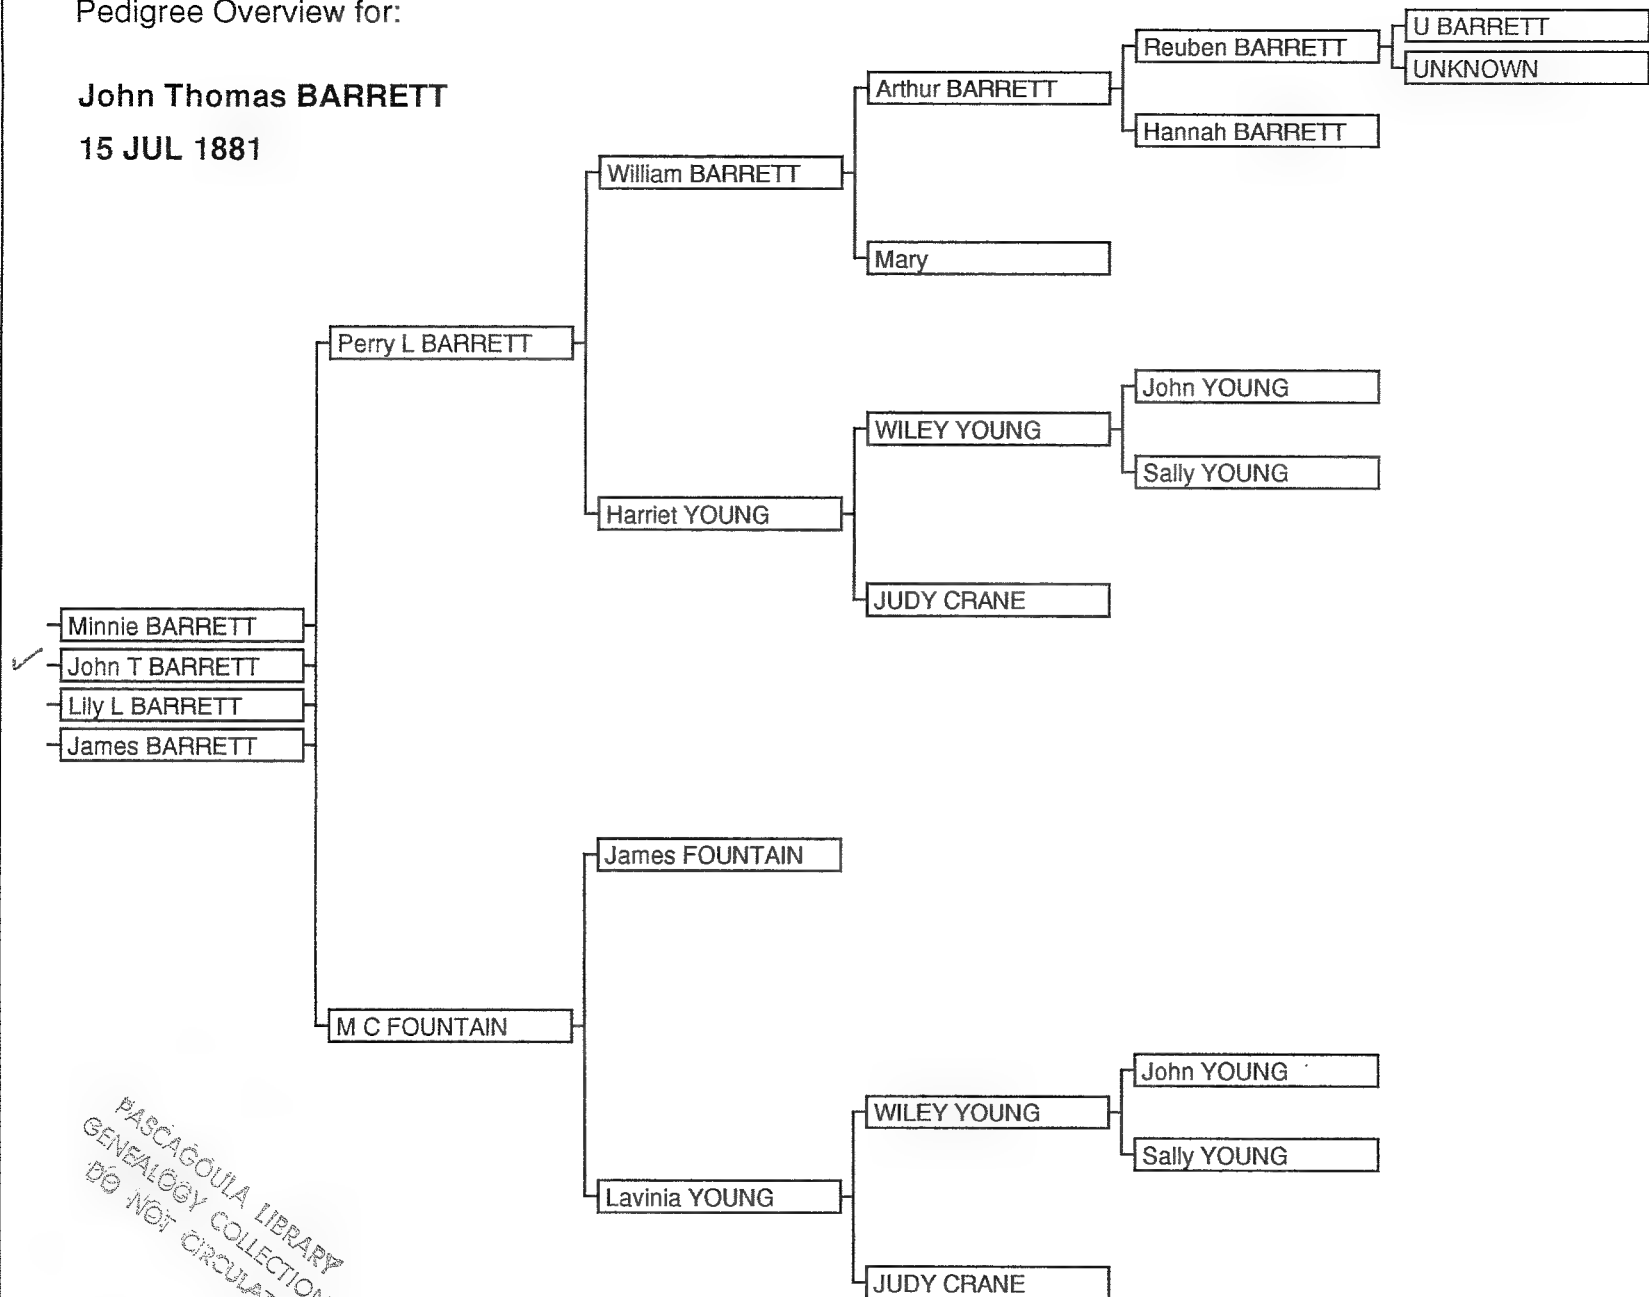 Pedigree Overview for:
John Thomas BARRETT
15 JUL 1881
U BARRETT
Reuben BARRETT
UNKNOWN
Arthur BARRETT
Hannah BARRETT
William BARRETT
Mary
Perry L BARRETT
John YOUNG
WILEY YOUNG
Sally YOUNG
Harriet YOUNG
JUDY CRANE
Minnie BARRETT
John T BARRETT
Lily L BARRETT
James BARRETT
James FOUNTAIN
M C FOUNTAIN
John YOUNG
WILEY YOUNG
Sally YOUNG
Lavinia YOUNG
JUDY CRANE
PASCAGOULA LIBRARY
GENEALOGY COLLECTION
DO NOT CIRCULAT